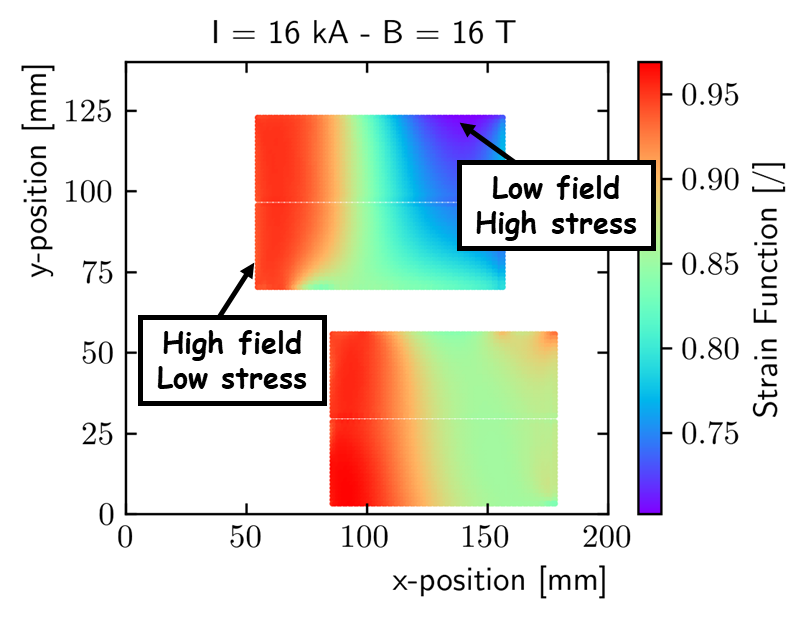 I = 16 kA - B = 16 T
y-position [mm]
125
100
75
50
25
0
0
50
100
150
200
x-position [mm]
Low field
High stress
High field
Low stress
0.95
0.90
0.85
0.80
0.75
Strain Function [/]